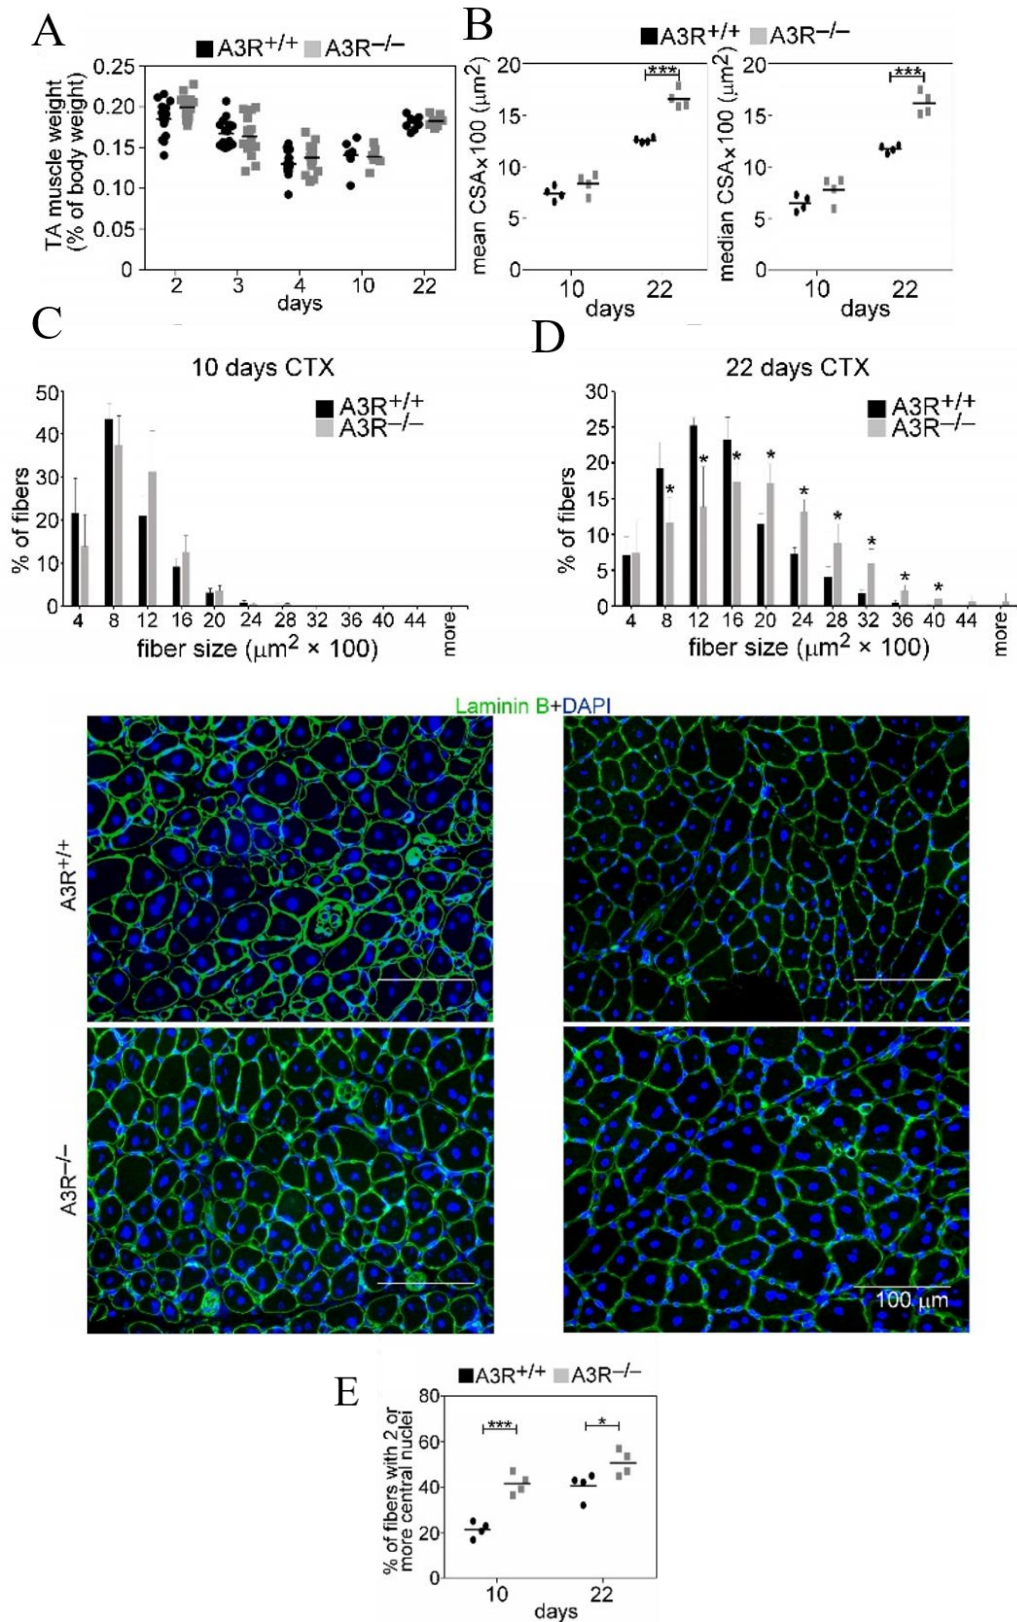 A
A3R+/+ A3R−/−
TA muscle weight
(% of body weight)
0.25
0.20
0.15
0.10
0.05
0
2 3 4 10 22
days
B
A3R+/+ A3R−/−
mean CSA×100 (µm2)
20
15
10
5
0
***
10 22
days
median CSA×100 (µm2)
20
15
10
5
0
***
10 22
days
C
10 days CTX
A3R+/+
A3R−/−
% of fibers
50
40
30
20
10
0
4 8 12 16 20 24 28 32 36 40 44 more
fiber size (µm2 × 100)
D
22 days CTX
A3R+/+
A3R−/−
% of fibers
30
25
20
15
10
5
0
* * * * * * * * *
4 8 12 16 20 24 28 32 36 40 44 more
fiber size (µm2 × 100)
Laminin B+DAPI
A3R+/+
A3R−/−
100 µm
E
A3R+/+ A3R−/−
% of fibers with 2 or
more central nuclei
80
60
40
20
0
*** *
10 22
days